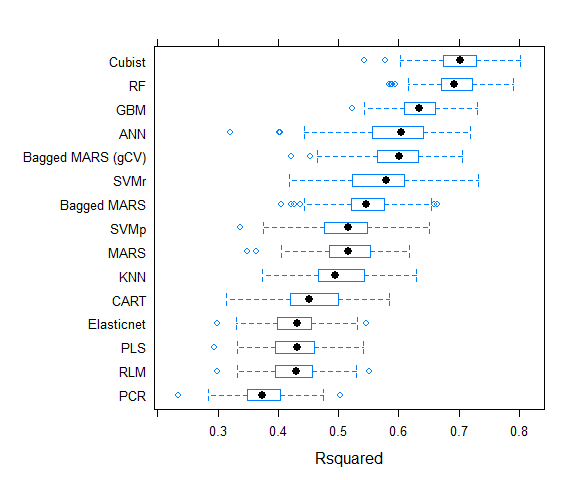 Cubist
RF
GBM
ANN
Bagged MARS (gCV)
SVMr
Bagged MARS
SVMp
MARS
KNN
CART
Elasticnet
PLS
RLM
PCR
0.3 0.4 0.5 0.6 0.7 0.8
Rsquared